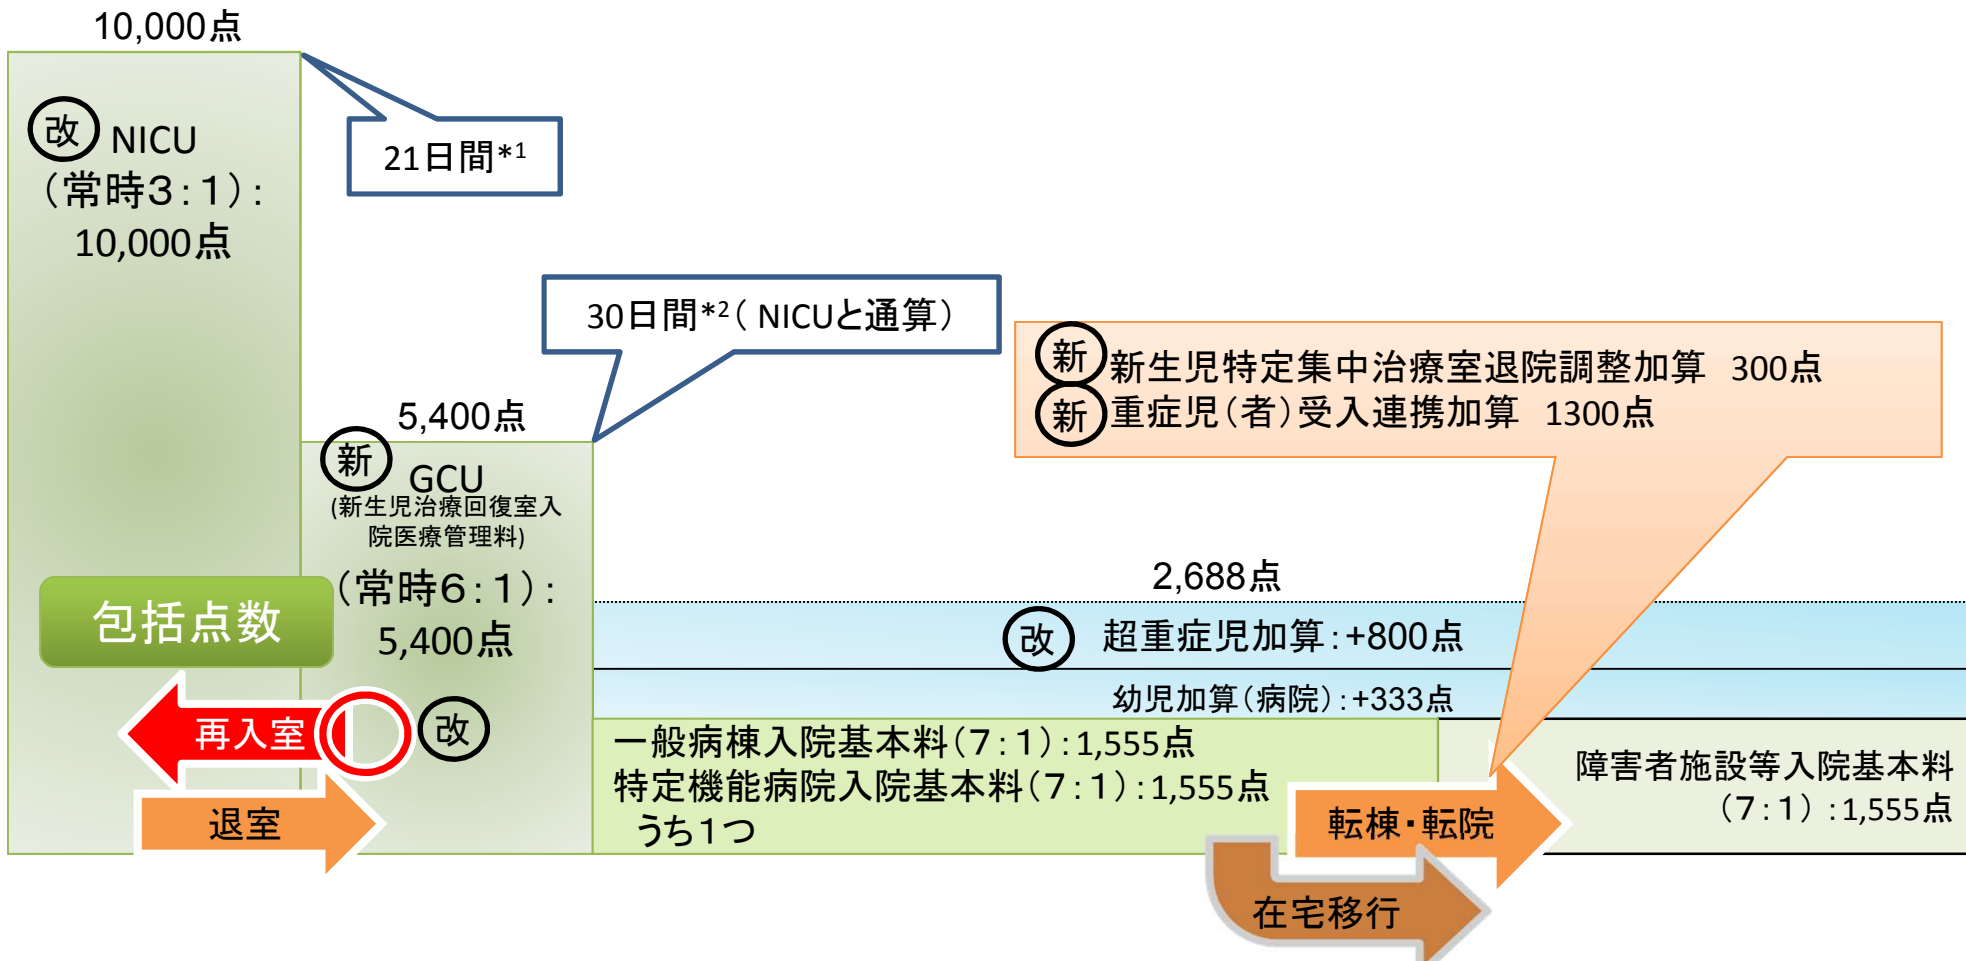 10,000点
改 NICU
（常時３：１）：
10,000点
21日間*1
30日間*2（ NICUと通算）
5,400点
新 GCU
(新生児治療回復室入
院医療管理料)
（常時６：１）：
5,400点
包括点数
再入室
改
退室
新 新生児特定集中治療室退院調整加算 300点
新 重症児（者）受入連携加算 1300点
2,688点
改 超重症児加算：+800点
幼児加算（病院）：+333点
一般病棟入院基本料（７：１）：1,555点
特定機能病院入院基本料（７：１）：1,555点
うち１つ
転棟・転院
在宅移行
障害者施設等入院基本料
（７：１）：1,555点